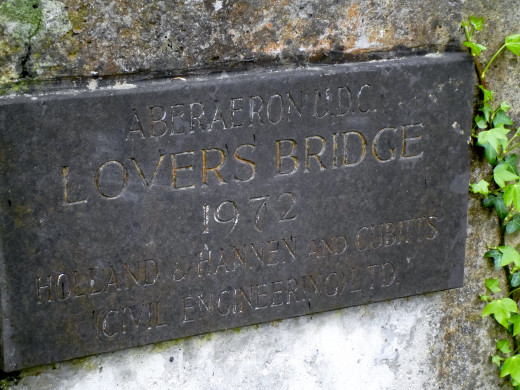 ABERAERON U.D.C.
LOVERS BRIDGE
1972
HOLLAND & HANNEN AND CUBITTS
(CIVIL ENGINEERING) LTD